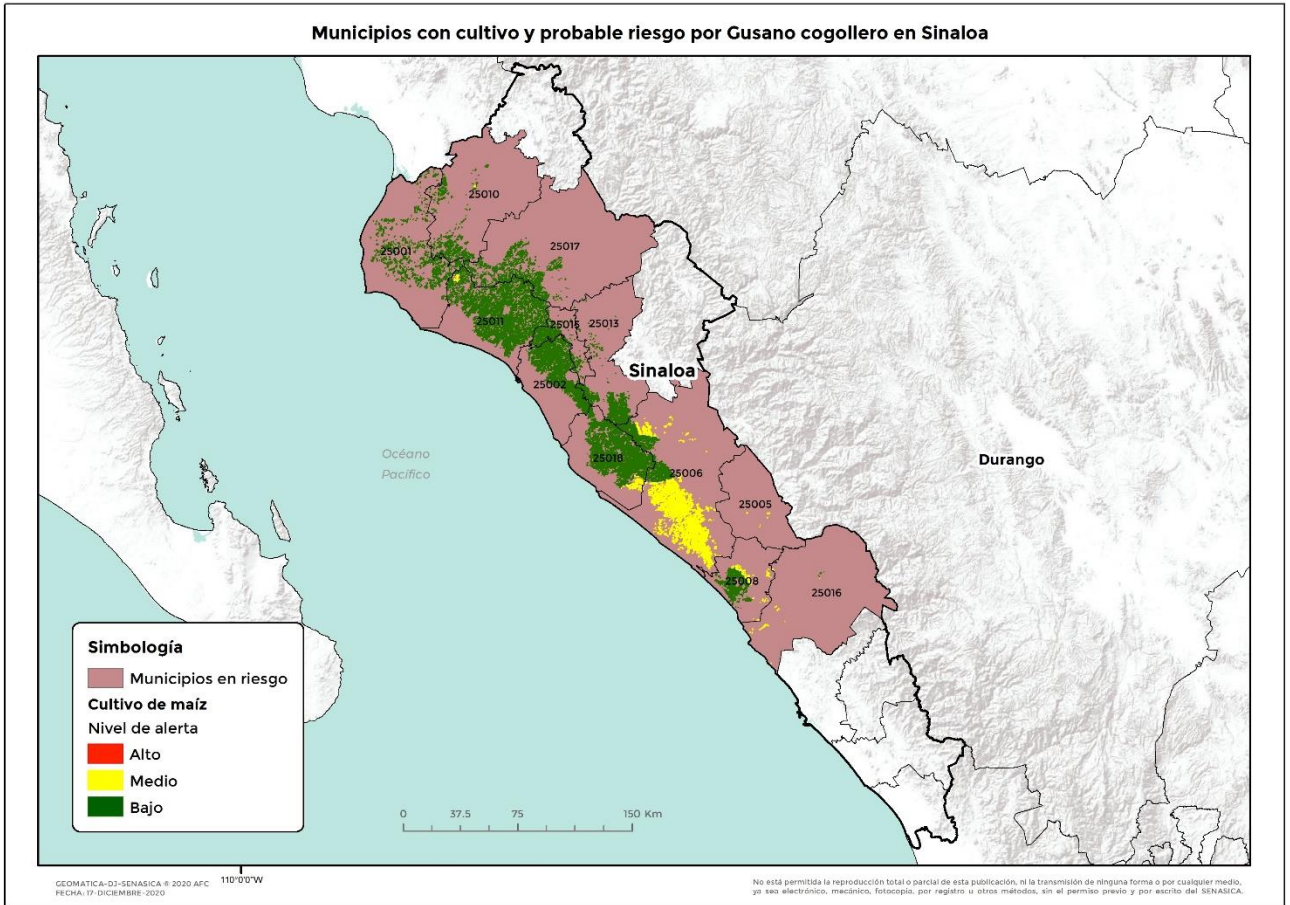 Municipios con cultivo y probable riesgo por Gusano cogollero en Sinaloa
25010
25001
25017
25011
25015
25013
Sinaloa
25002
Océano
Pacífico
25018
25006
Durango
25005
25008
25016
Simbología
Municipios en riesgo
Cultivo de maíz
Nivel de alerta
Alto
Medio
Bajo
0 37.5 75 150 Km
GEOMATICA-DJ-SENASICA © 2020 AFC
FECHA: 17-DICIEMBRE-2020
110°0'0"W
No está permitida la reproducción total o parcial de esta publicación, ni la transmisión de ninguna forma o por cualquier medio,
ya sea electrónico, mecánico, fotocopia, por registro u otros métodos, sin el permiso previo y por escrito del SENASICA.